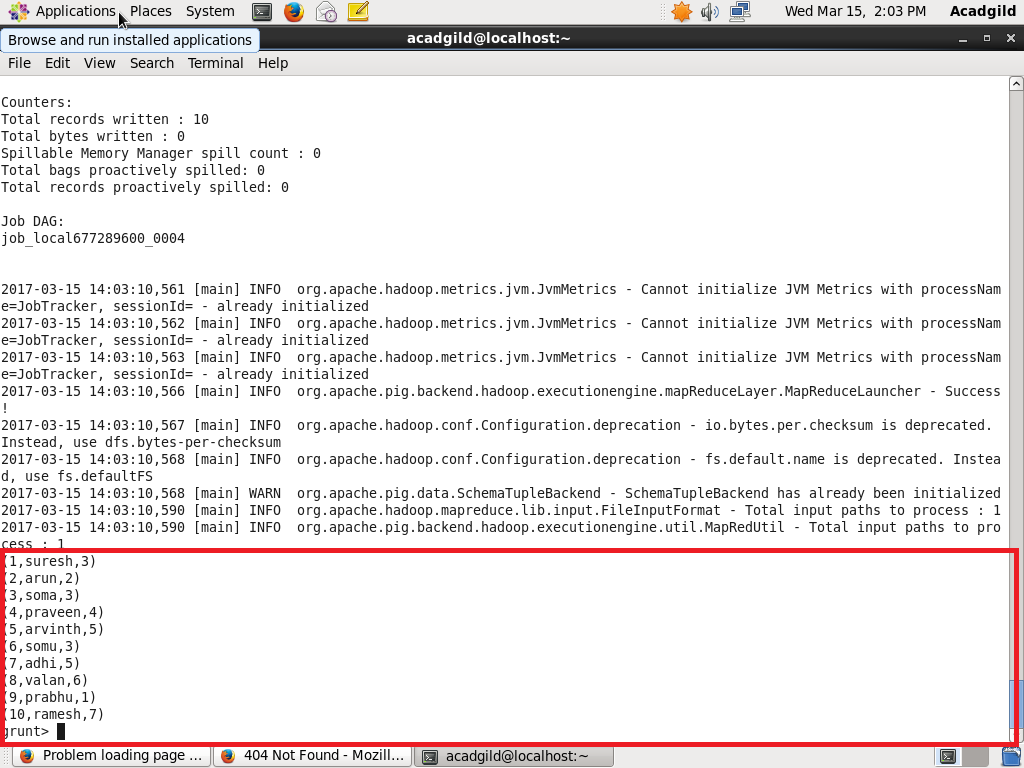 Applications Places System Wed Mar 15, 2:03 PM Acadgild
Browse and run installed applications
acadgild@localhost:~
File Edit View Search Terminal Help
Counters:
Total records written : 10
Total bytes written : 0
Spillable Memory Manager spill count : 0
Total bags proactively spilled: 0
Total records proactively spilled: 0
Job DAG:
job_local677289600_0004
2017-03-15 14:03:10,561 [main] INFO  org.apache.hadoop.metrics.jvm.JvmMetrics - Cannot initialize JVM Metrics with processNam
e=JobTracker, sessionId= - already initialized
2017-03-15 14:03:10,562 [main] INFO  org.apache.hadoop.metrics.jvm.JvmMetrics - Cannot initialize JVM Metrics with processNam
e=JobTracker, sessionId= - already initialized
2017-03-15 14:03:10,563 [main] INFO  org.apache.hadoop.metrics.jvm.JvmMetrics - Cannot initialize JVM Metrics with processNam
e=JobTracker, sessionId= - already initialized
2017-03-15 14:03:10,566 [main] INFO  org.apache.pig.backend.hadoop.executionengine.mapReduceLayer.MapReduceLauncher - Success
!
2017-03-15 14:03:10,567 [main] INFO  org.apache.hadoop.conf.Configuration.deprecation - io.bytes.per.checksum is deprecated.
Instead, use dfs.bytes-per-checksum
2017-03-15 14:03:10,568 [main] INFO  org.apache.hadoop.conf.Configuration.deprecation - fs.default.name is deprecated. Instea
d, use fs.defaultFS
2017-03-15 14:03:10,568 [main] WARN  org.apache.pig.data.SchemaTupleBackend - SchemaTupleBackend has already been initialized
2017-03-15 14:03:10,590 [main] INFO  org.apache.hadoop.mapreduce.lib.input.FileInputFormat - Total input paths to process : 1
2017-03-15 14:03:10,590 [main] INFO  org.apache.pig.backend.hadoop.executionengine.util.MapRedUtil - Total input paths to pro
cess : 1
(1,suresh,3)
(2,arun,2)
(3,soma,3)
(4,praveen,4)
(5,arvinth,5)
(6,somu,3)
(7,adhi,5)
(8,valan,6)
(9,prabhu,1)
(10,ramesh,7)
grunt>
Problem loading page ... 404 Not Found - Mozill... acadgild@localhost:~